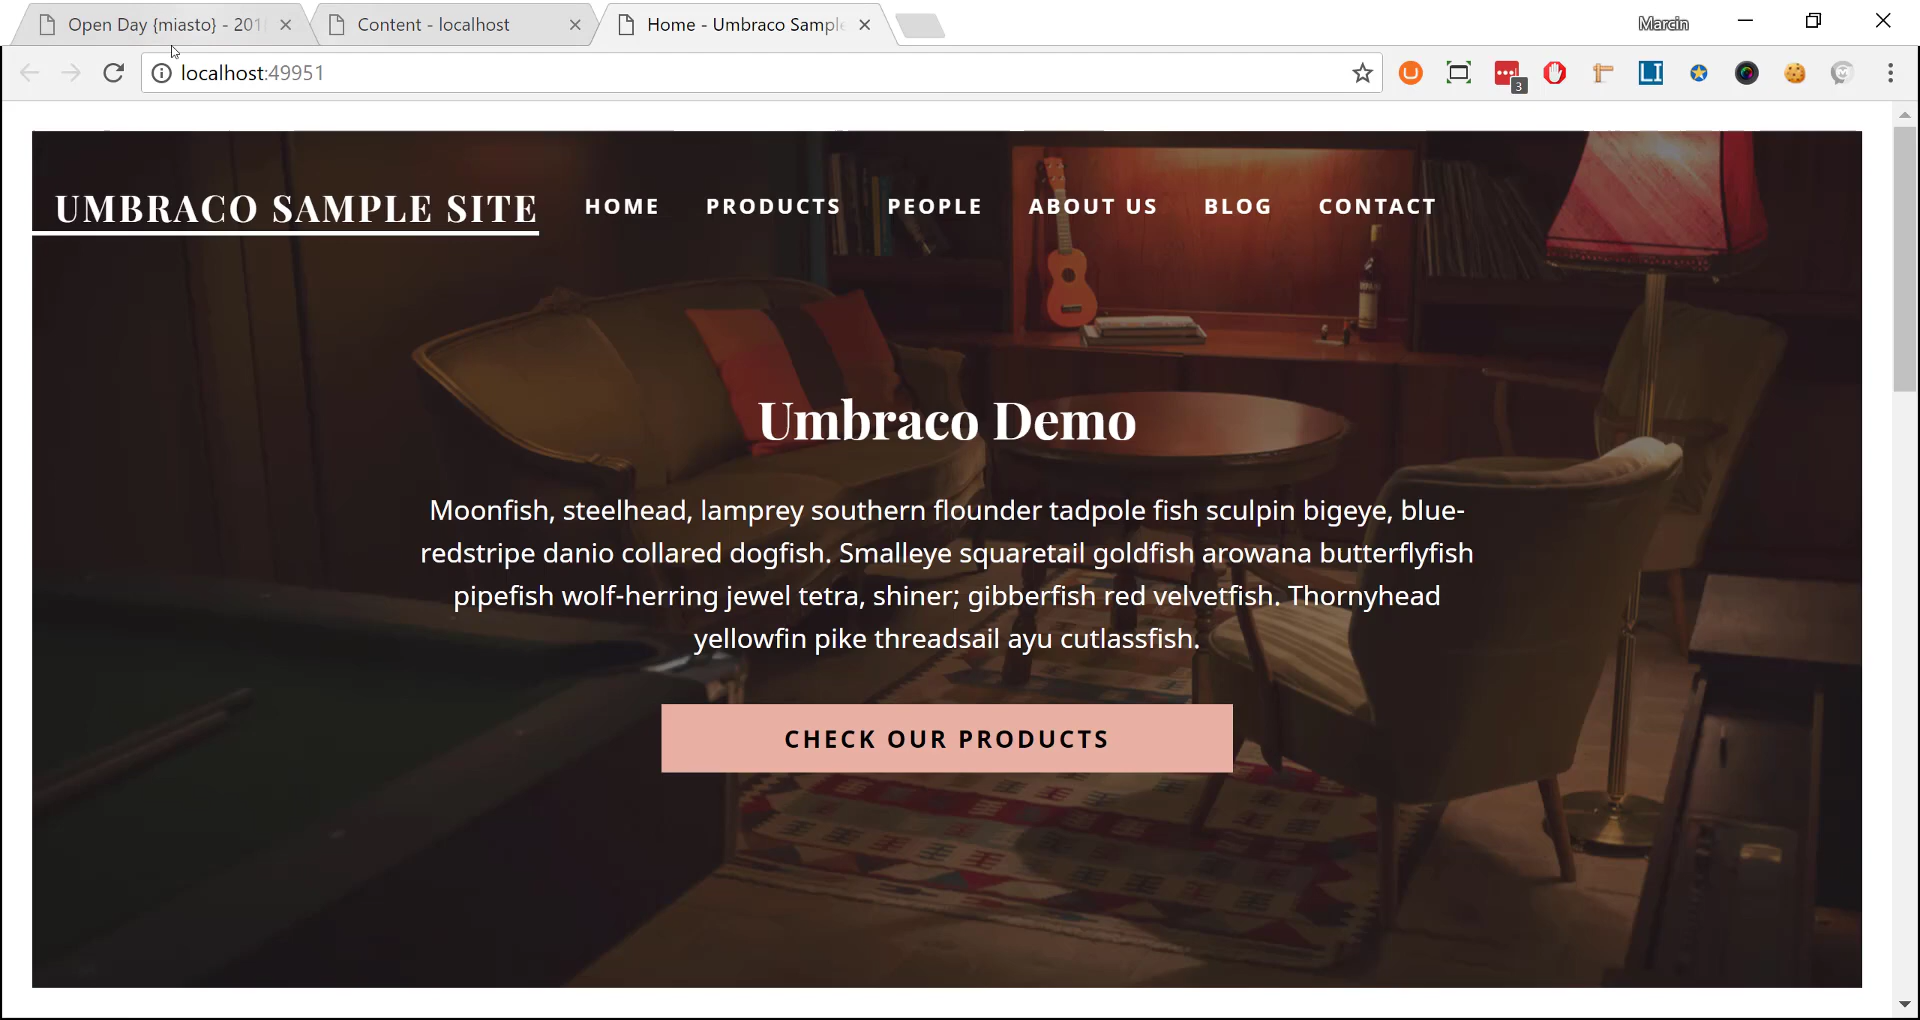 Open Day {miasto} - 201
Content - localhost
Home - Umbraco Sample
Marcin
localhost:49951
3
UMBRACO SAMPLE SITE
HOME
PRODUCTS
PEOPLE
ABOUT US
BLOG
CONTACT
Umbraco Demo
Moonfish, steelhead, lamprey southern flounder tadpole fish sculpin bigeye, blue-
redstripe danio collared dogfish. Smalleye squaretail goldfish arowana butterflyfish
pipefish wolf-herring jewel tetra, shiner; gibberfish red velvetfish. Thornyhead
yellowfin pike threadsail ayu cutlassfish.
CHECK OUR PRODUCTS